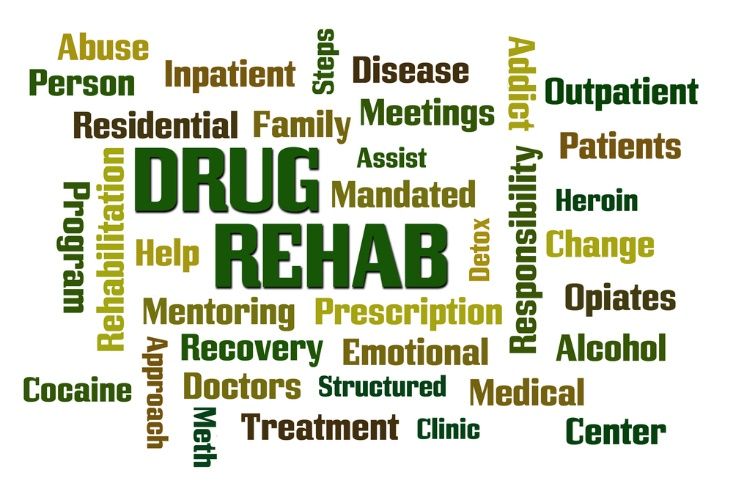 Abuse
Person
Inpatient
Steps
Disease
Addict
Outpatient
Residential
Family
Meetings
Patients
DRUG
Assist
Mandated
Heroin
Program
Rehabilitation
Help
REHAB
Detox
Responsibility
Change
Mentoring
Prescription
Opiates
Recovery
Emotional
Alcohol
Cocaine
Approach
Doctors
Structured
Medical
Meth
Treatment
Clinic
Center